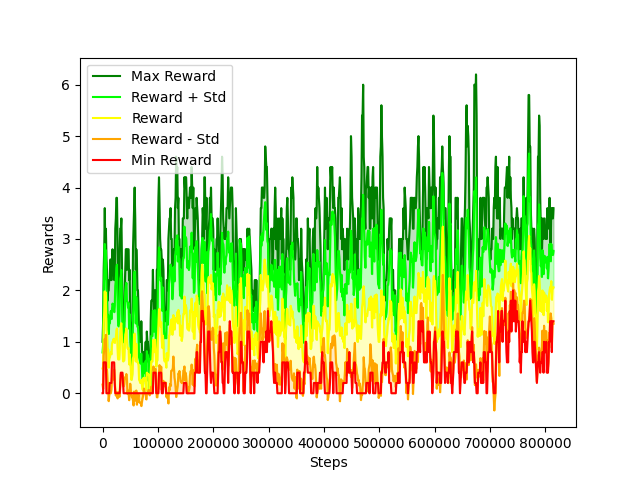 Max Reward
Reward + Std
Reward
Reward - Std
Min Reward
Rewards
6
5
4
3
2
1
0
0 100000 200000 300000 400000 500000 600000 700000 800000
Steps